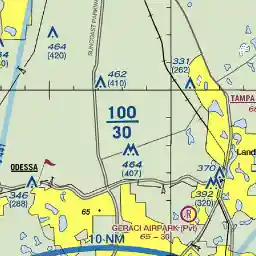 464
(420)
SUNCOAST PARKWAY
462
(410)
331
(262)
TAMPA
100
30
464
(407)
Land
ODESSA
346
(288)
370
392
(320)
65
R
GERACI AIRPARK (Pvt)
65 - 30
10 NM